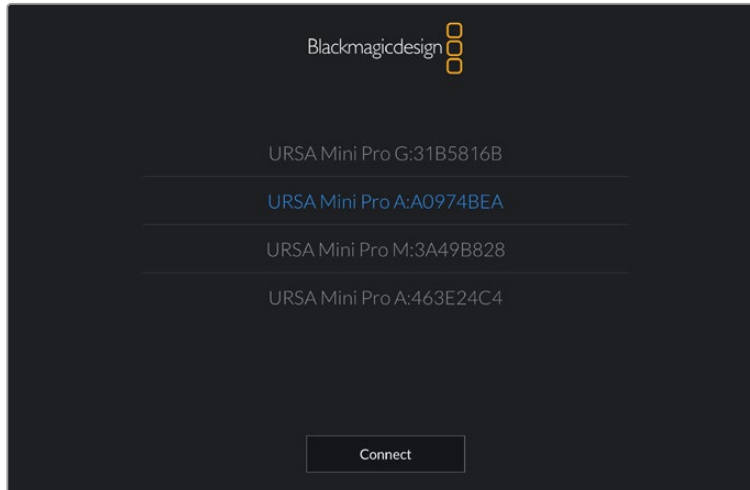 Blackmagicdesign
URSA Mini Pro G:31B5816B
URSA Mini Pro A:A0974BEA
URSA Mini Pro M:3A49B828
URSA Mini Pro A:463E24C4
Connect